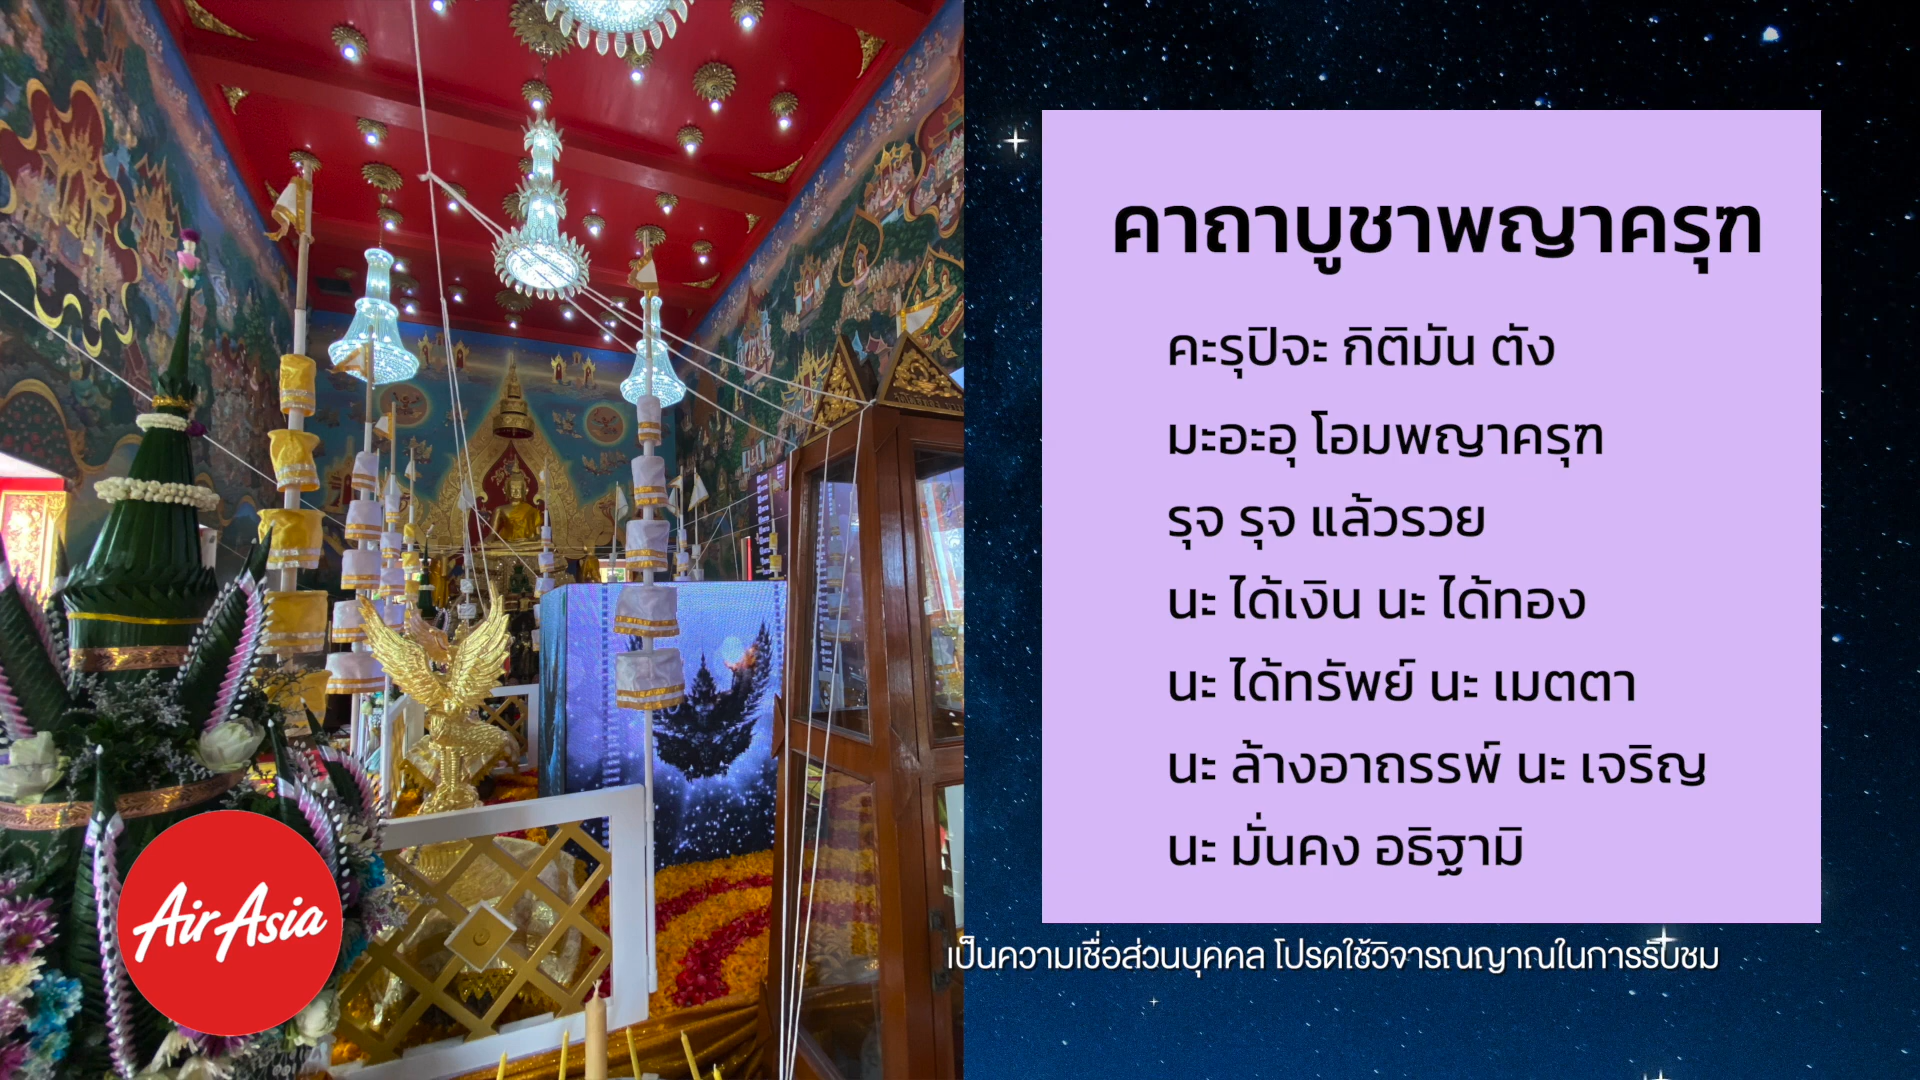 คาถาบูชาพญาครุฑ
คะรุปิจะ กิติมัน ตัง
มะอะอุ โอมพญาครุฑ
รุจ รุจ แล้วรวย
นะ ได้เงิน นะ ได้ทอง
นะ ได้ทรัพย์ นะ เมตตา
นะ ล้างอาถรรพ์ นะ เจริญ
นะ มั่นคง อธิฐามิ
เป็นความเชื่อส่วนบุคคล โปรดใช้วิจารณญาณในการรับชม
AirAsia